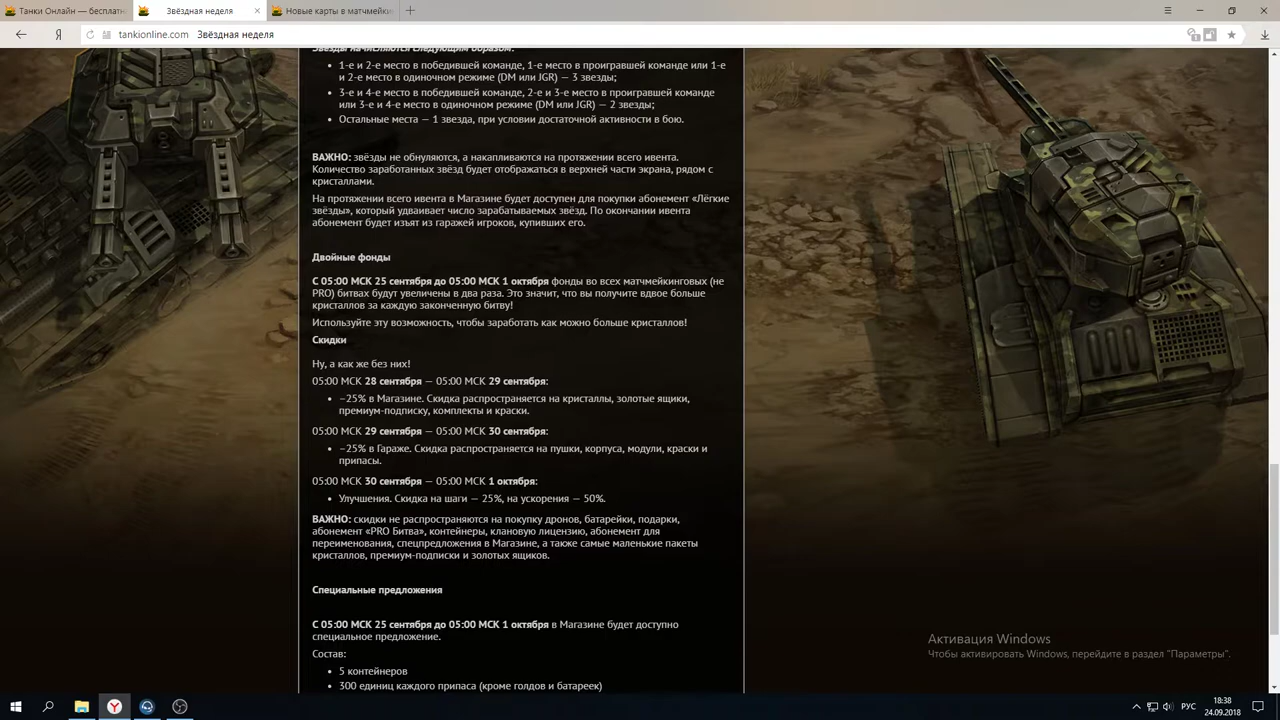 Танки Онлайн — бесплатн
Звёздная неделя
Новые карты в матчмейкин
Я
tankionline.com Звёздная неделя
Звёзды начисляются следующим образом:
1-е и 2-е место в победившей команде, 1-е место в проигравшей команде или 1-е
и 2-е место в одиночном режиме (DM или JGR) — 3 звезды;
3-е и 4-е место в победившей команде, 2-е и 3-е место в проигравшей команде
или 3-е и 4-е место в одиночном режиме (DM или JGR) — 2 звезды;
Остальные места — 1 звезда, при условии достаточной активности в бою.
ВАЖНО: звёзды не обнуляются, а накапливаются на протяжении всего ивента.
Количество заработанных звёзд будет отображаться в верхней части экрана, рядом с
кристаллами.
На протяжении всего ивента в Магазине будет доступен для покупки абонемент «Лёгкие
звёзды», который удваивает число зарабатываемых звёзд. По окончании ивента
абонемент будет изъят из гаражей игроков, купивших его.
Двойные фонды
С 05:00 МСК 25 сентября до 05:00 МСК 1 октября фонды во всех матчмейкинговых (не
PRO) битвах будут увеличены в два раза. Это значит, что вы получите вдвое больше
кристаллов за каждую законченную битву!
Используйте эту возможность, чтобы заработать как можно больше кристаллов!
Скидки
Ну, а как же без них!
05:00 МСК 28 сентября — 05:00 МСК 29 сентября:
–25% в Магазине. Скидка распространяется на кристаллы, золотые ящики,
премиум-подписку, комплекты и краски.
05:00 МСК 29 сентября — 05:00 МСК 30 сентября:
–25% в Гараже. Скидка распространяется на пушки, корпуса, модули, краски и
припасы.
05:00 МСК 30 сентября — 05:00 МСК 1 октября:
Улучшения. Скидка на шаги — 25%, на ускорения — 50%.
ВАЖНО: скидки не распространяются на покупку дронов, батарейки, подарки,
абонемент «PRO Битва», контейнеры, клановую лицензию, абонемент для
переименования, спецпредложения в Магазине, а также самые маленькие пакеты
кристаллов, премиум-подписки и золотых ящиков.
Специальные предложения
С 05:00 МСК 25 сентября до 05:00 МСК 1 октября в Магазине будет доступно
специальное предложение.
Состав:
5 контейнеров
300 единиц каждого припаса (кроме голдов и батареек)
Активация Windows
Чтобы активировать Windows, перейдите в раздел "Параметры".
РУС
18:38
24.09.2018